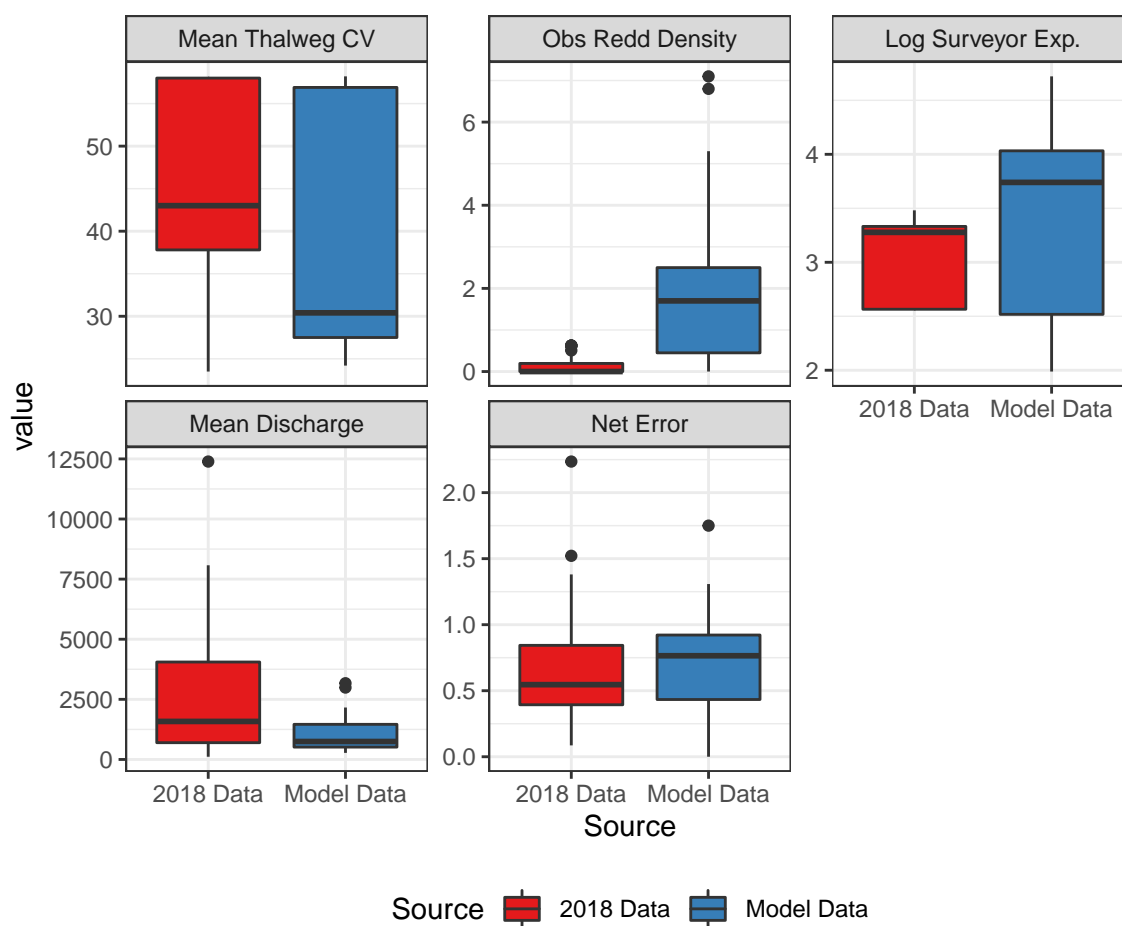 Mean Thalweg CV
Obs Redd Density
Log Surveyor Exp.
50
40
30
6
4
2
0
4
3
2
2018 Data
Model Data
value
Mean Discharge
Net Error
12500
10000
7500
5000
2500
0
2.0
1.5
1.0
0.5
0.0
2018 Data
Model Data
2018 Data
Model Data
Source
Source
2018 Data
Model Data